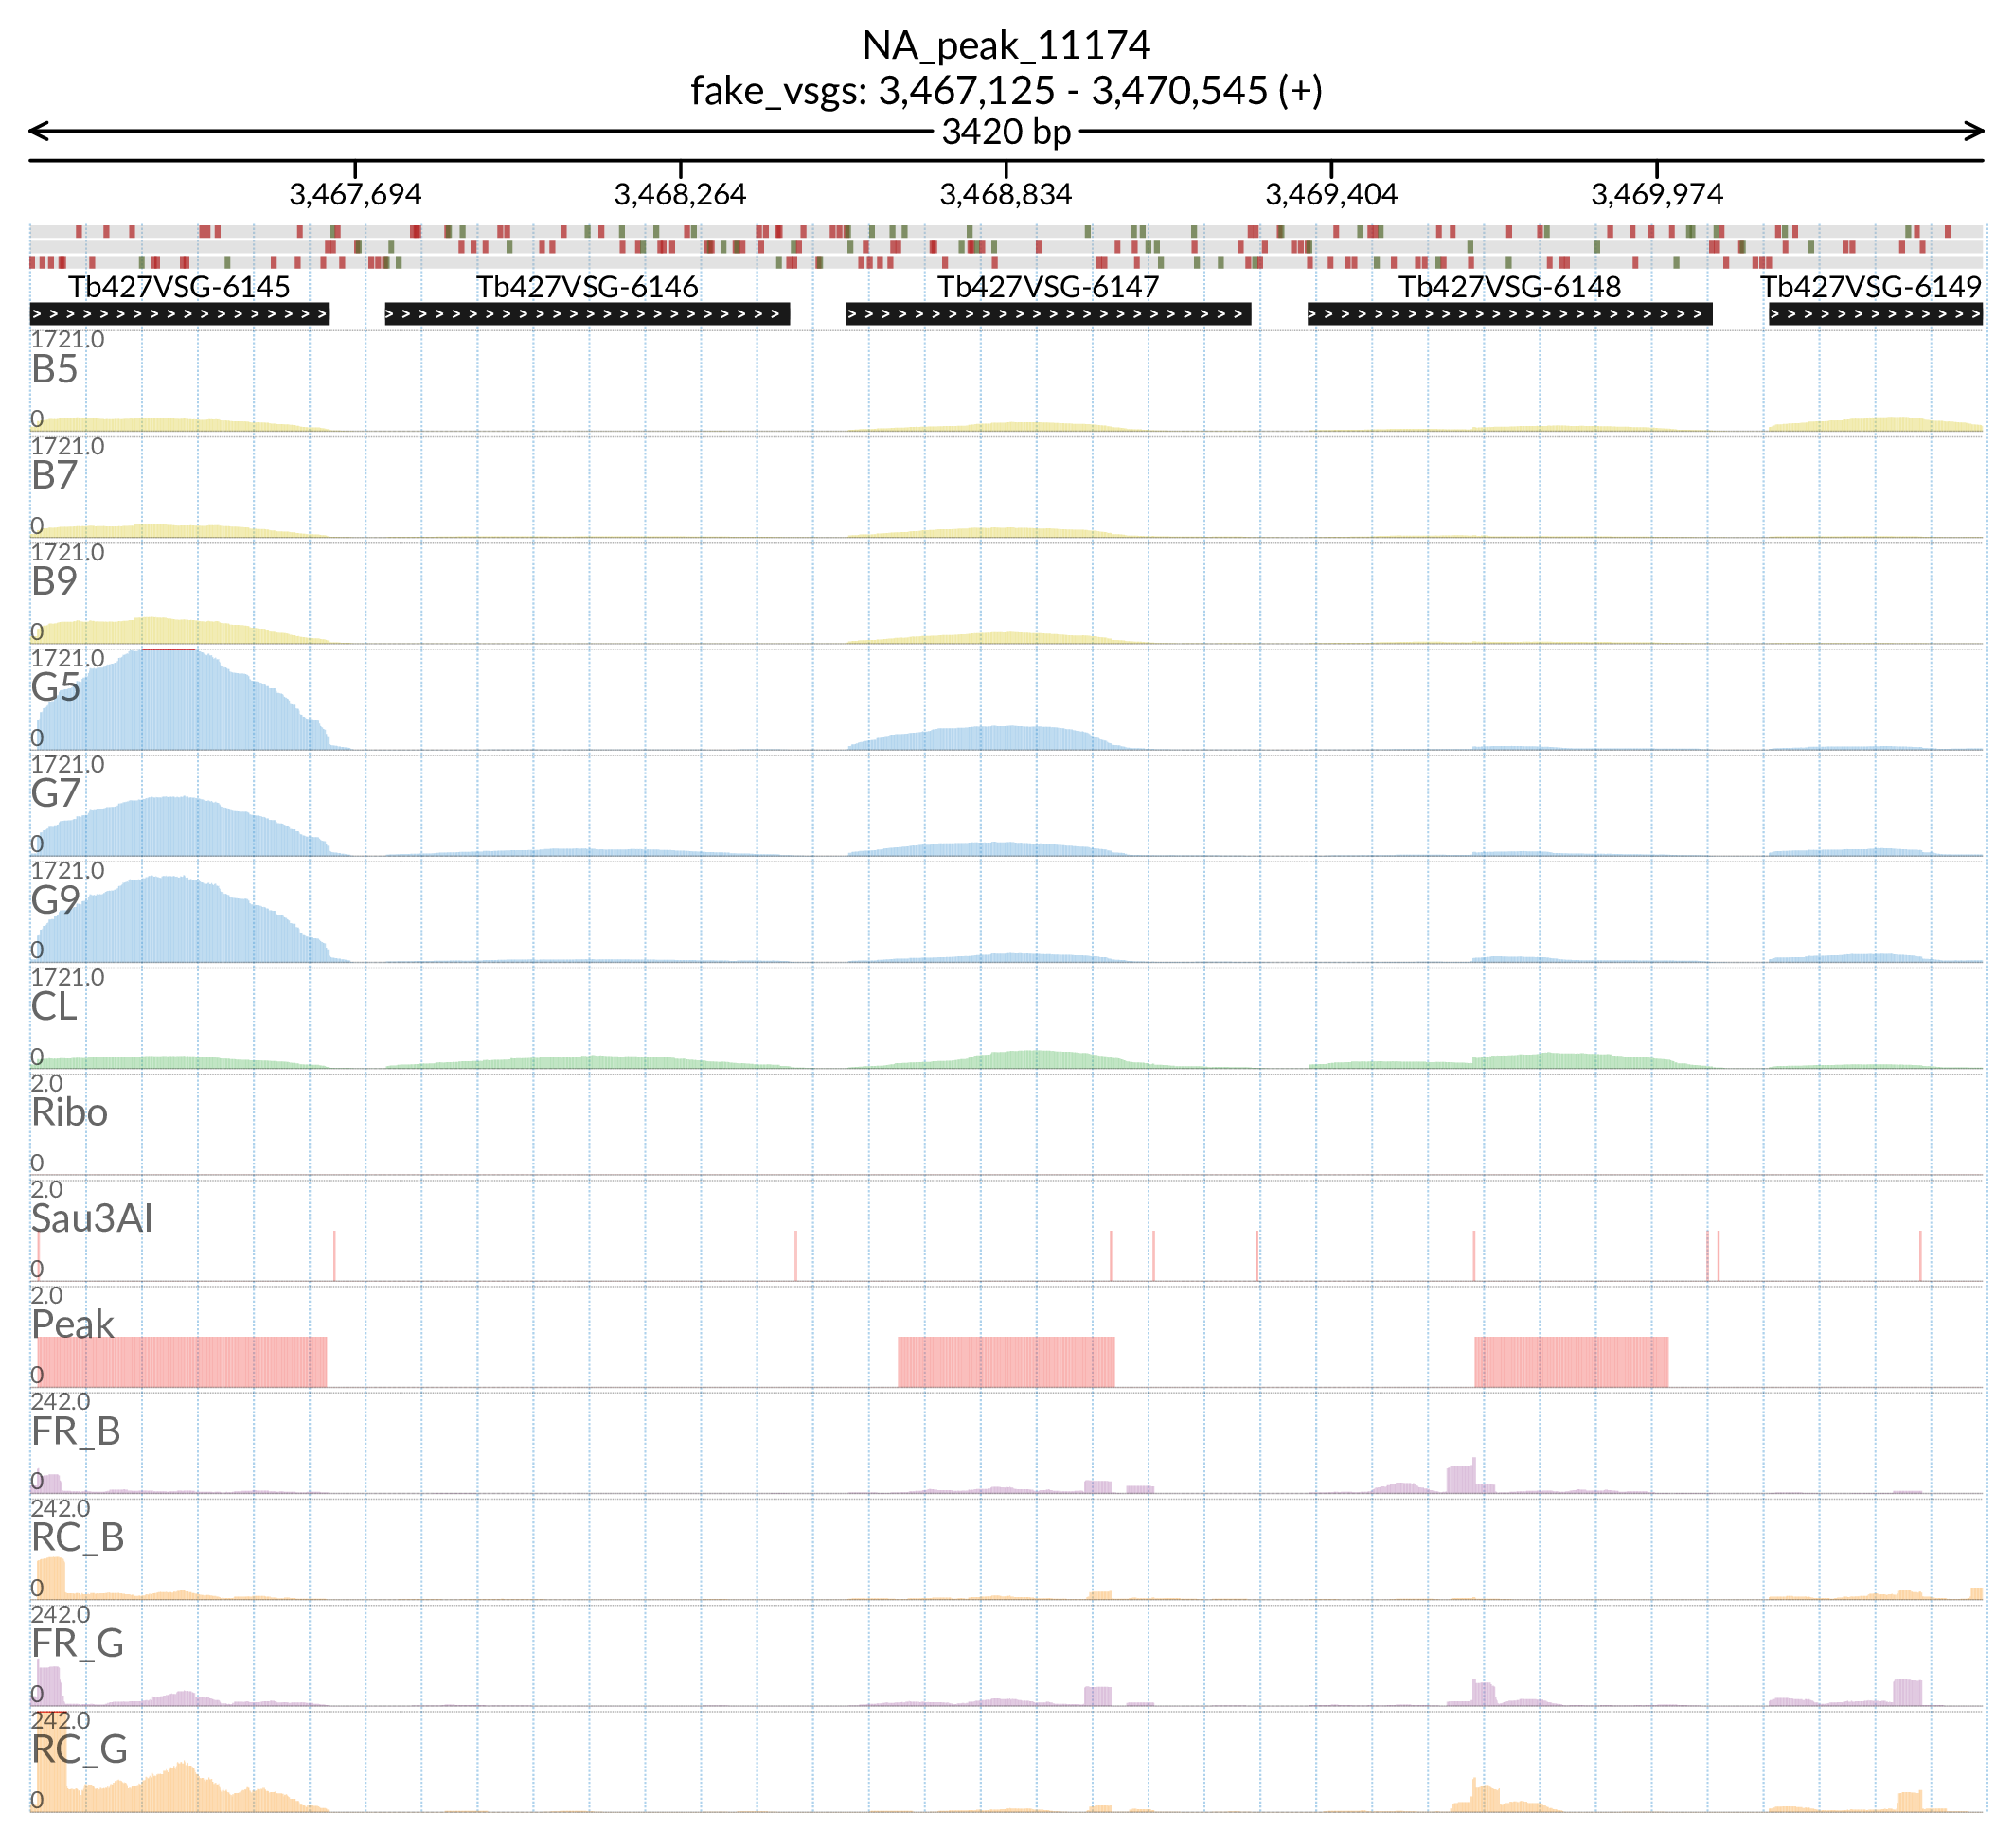 NA_peak_11174
fake_vsgs: 3,467,125 - 3,470,545 (+)
3420 bp
3,467,694 3,468,264 3,468,834 3,469,404 3,469,974
Tb427VSG-6145 Tb427VSG-6146 Tb427VSG-6147 Tb427VSG-6148 Tb427VSG-6149
1721.0
B5
0
1721.0
B7
0
1721.0
B9
0
1721.0
G5
0
1721.0
G7
0
1721.0
G9
0
1721.0
CL
0
2.0
Ribo
0
2.0
Sau3AI
0
2.0
Peak
0
242.0
FR_B
0
242.0
RC_B
0
242.0
FR_G
0
242.0
RC_G
0